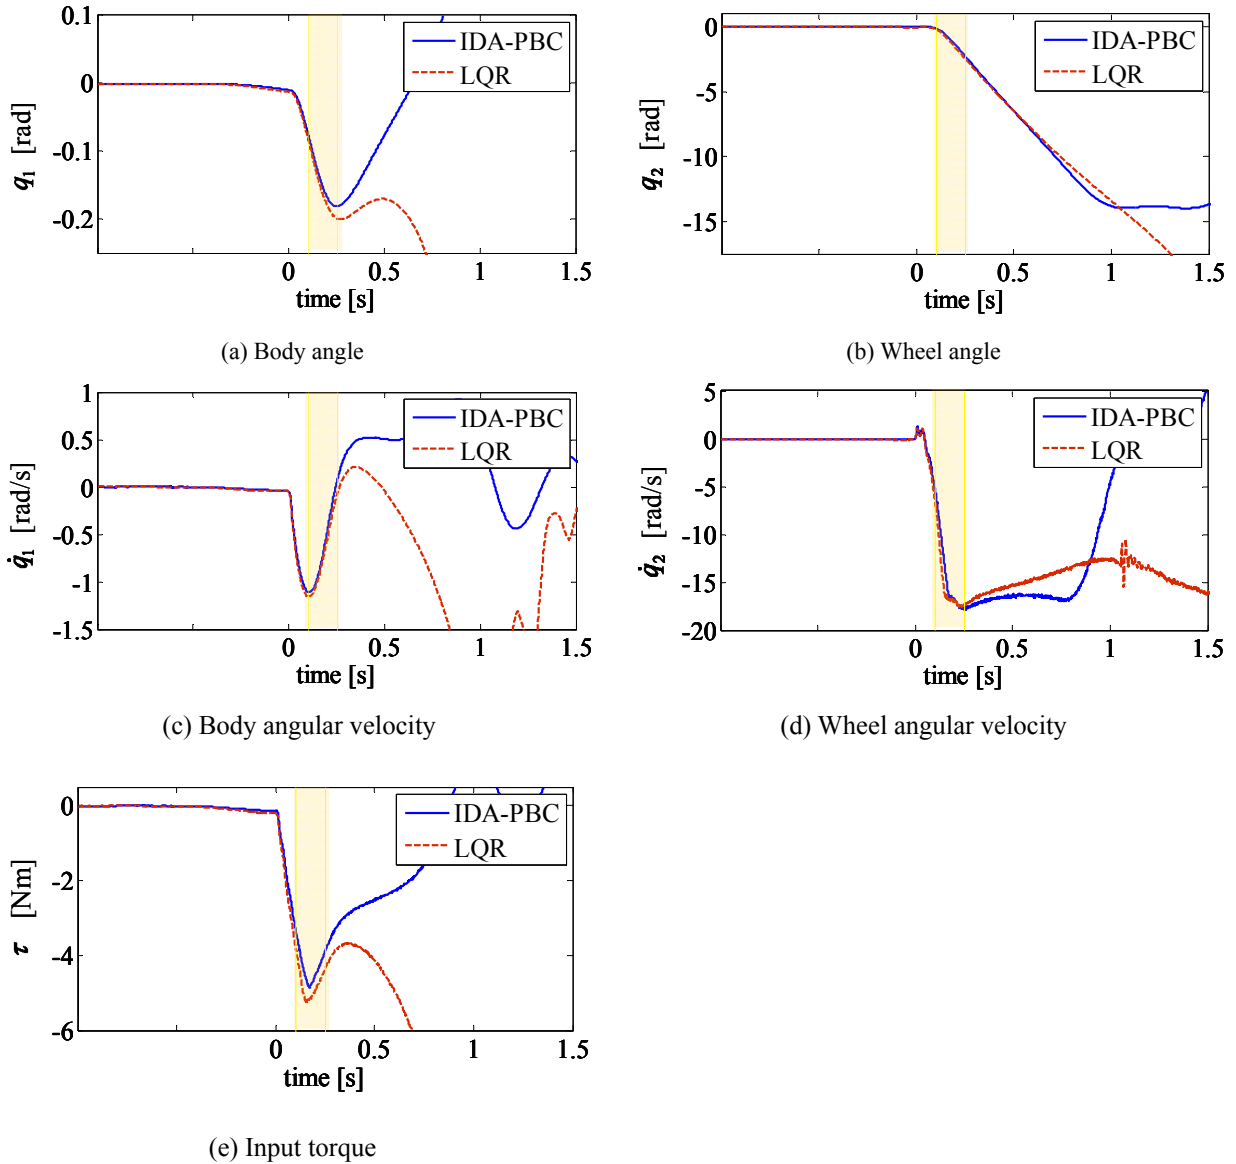 0.1
0
-0.1
-0.2
q1 [rad]
IDA-PBC
LQR
0 0.5 1 1.5
time [s]
(a) Body angle
0
-5
-10
-15
q2 [rad]
IDA-PBC
LQR
0 0.5 1 1.5
time [s]
(b) Wheel angle
1
0.5
0
-0.5
-1
-1.5
q̇1 [rad/s]
IDA-PBC
LQR
0 0.5 1 1.5
time [s]
(c) Body angular velocity
5
0
-5
-10
-15
-20
q̇2 [rad/s]
IDA-PBC
LQR
0 0.5 1 1.5
time [s]
(d) Wheel angular velocity
0
-2
-4
-6
τ [Nm]
IDA-PBC
LQR
0 0.5 1 1.5
time [s]
(e) Input torque